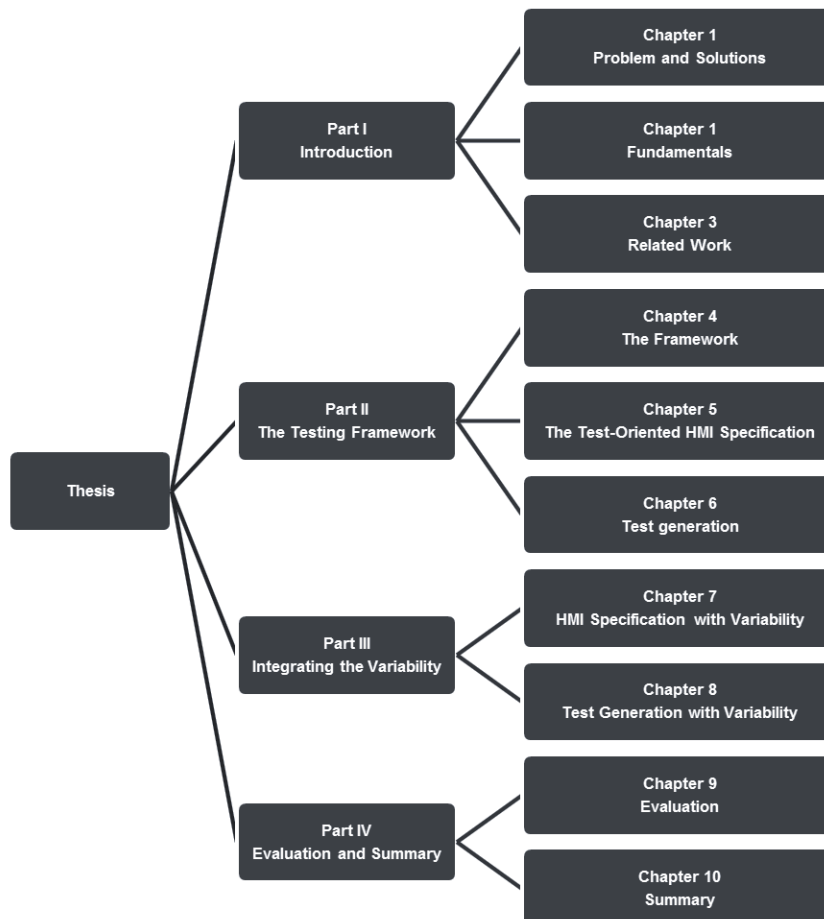 Thesis
Part I
Introduction
Chapter 1
Problem and Solutions
Chapter 1
Fundamentals
Chapter 3
Related Work
Part II
The Testing Framework
Chapter 4
The Framework
Chapter 5
The Test-Oriented HMI Specification
Chapter 6
Test generation
Part III
Integrating the Variability
Chapter 7
HMI Specification with Variability
Chapter 8
Test Generation with Variability
Part IV
Evaluation and Summary
Chapter 9
Evaluation
Chapter 10
Summary